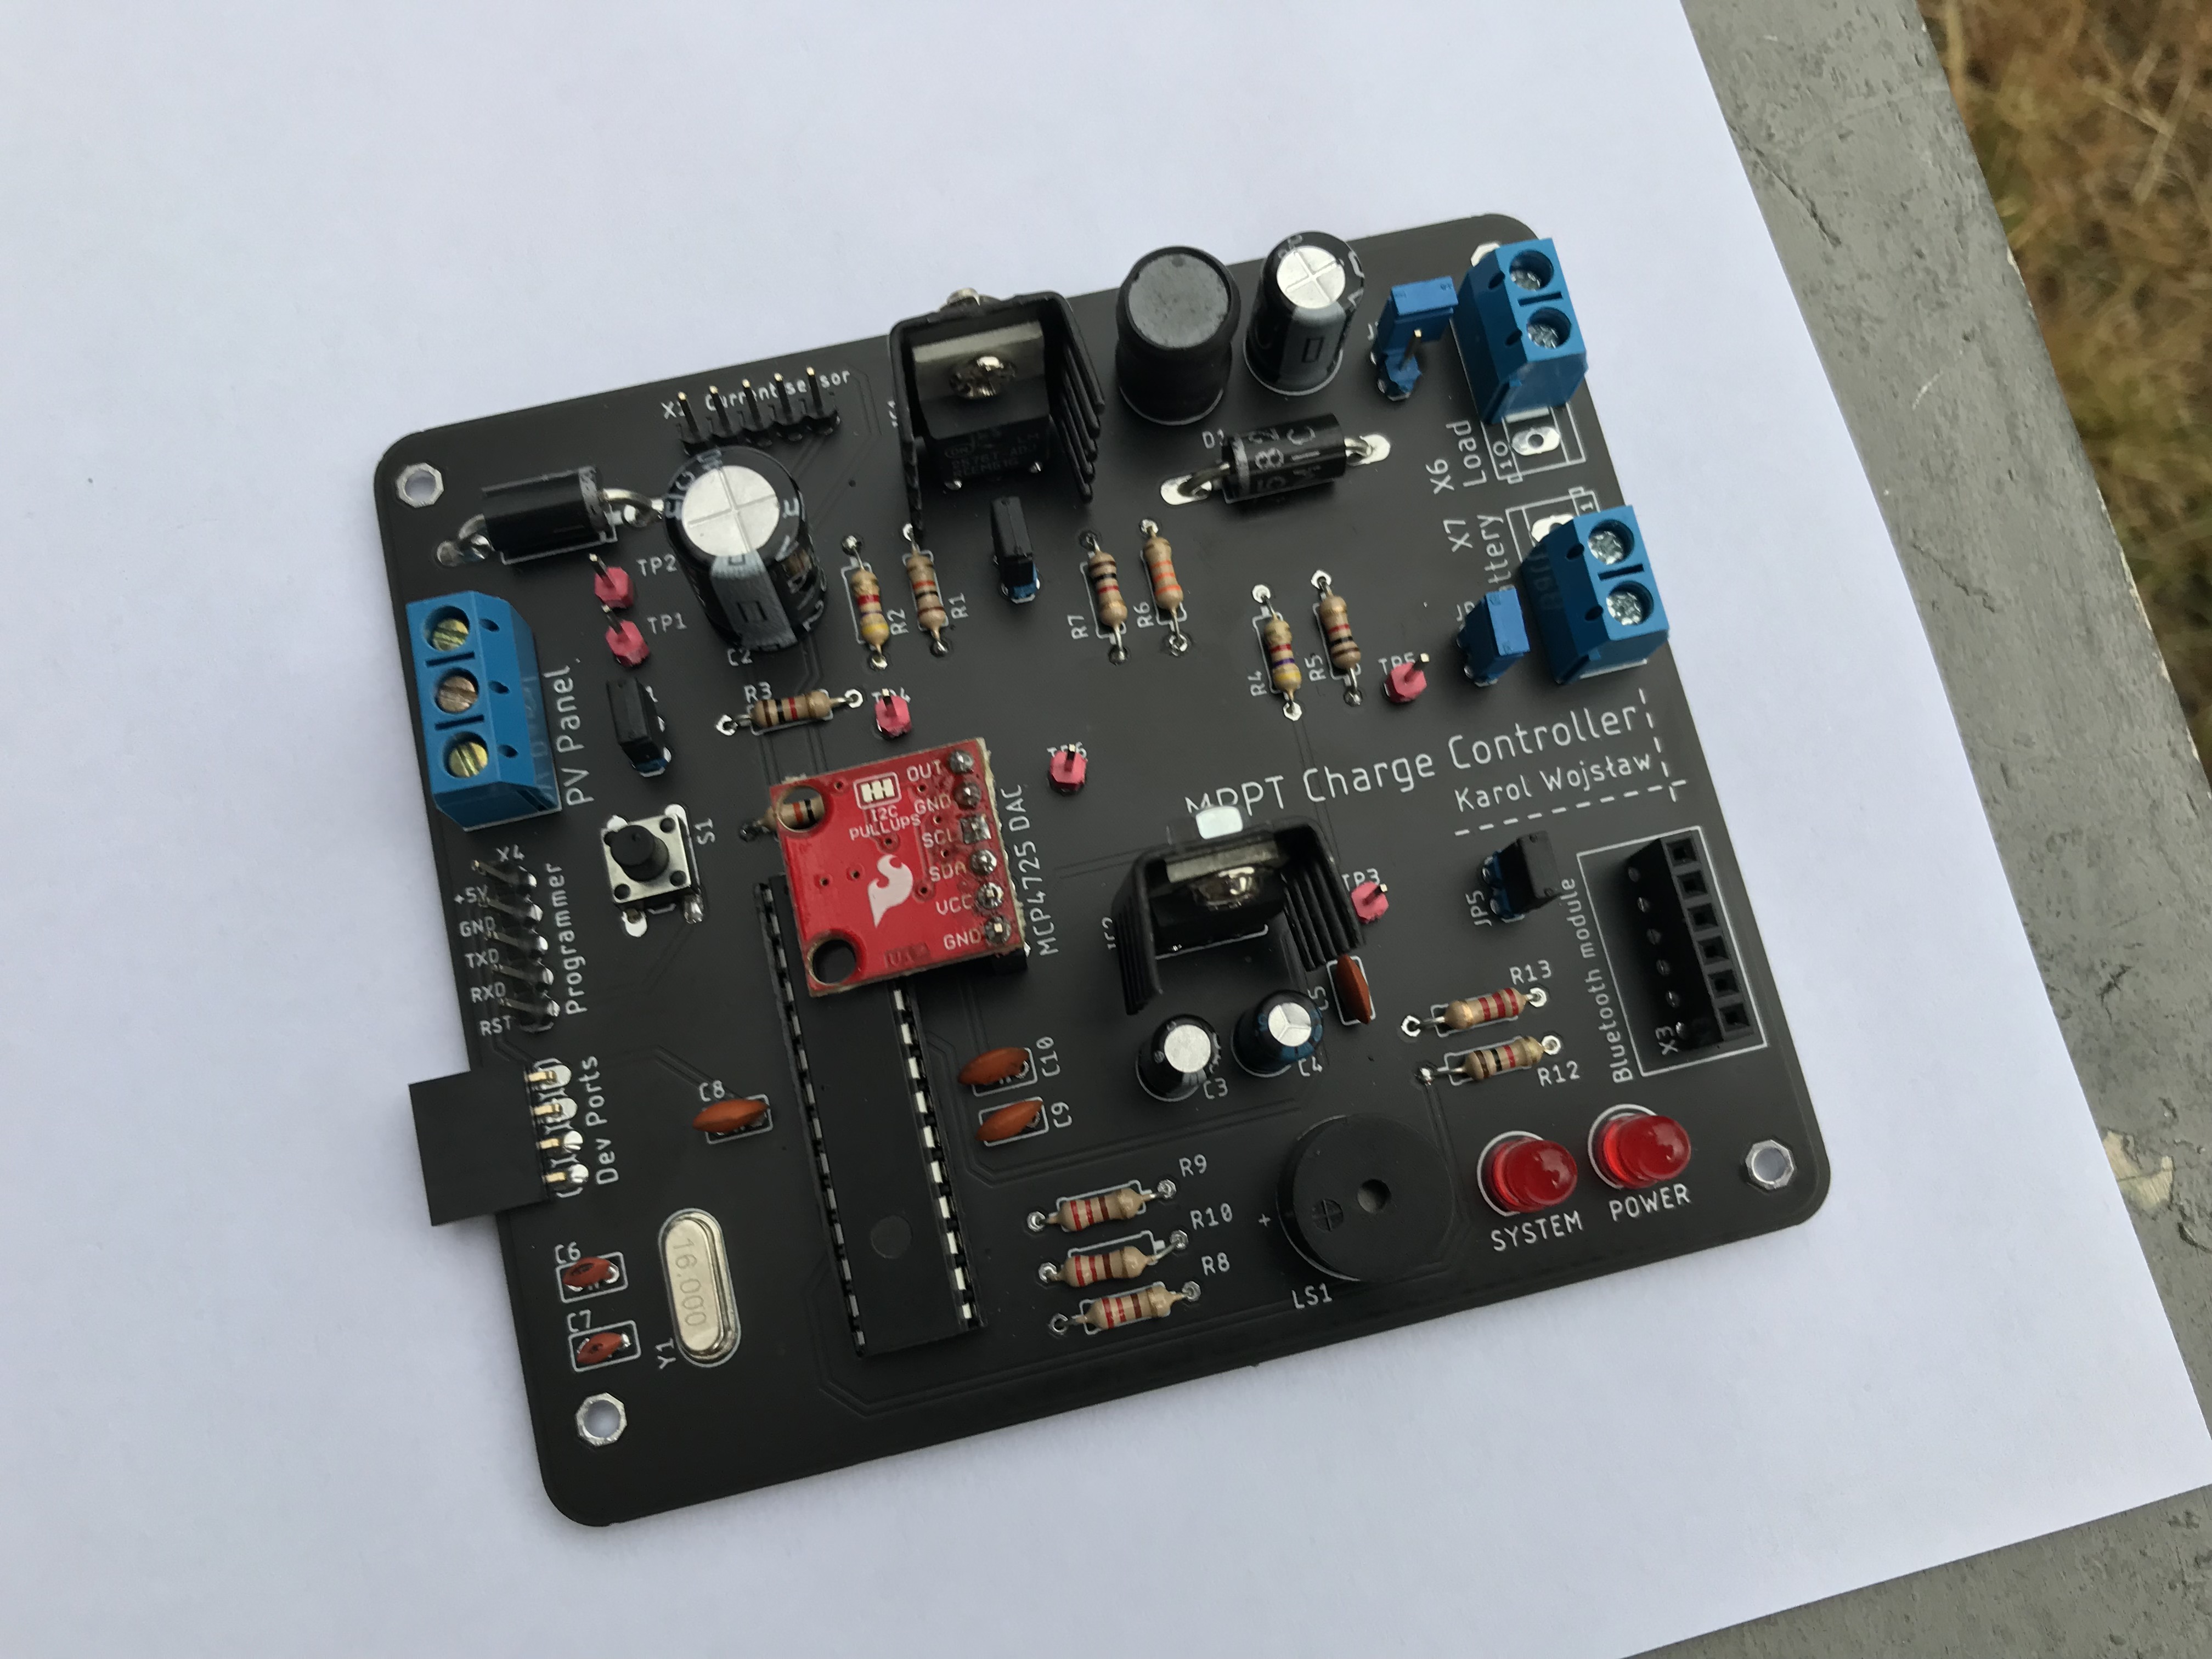 Current sensor
D1
X6
Load
X7
TP2
TP1
C2
R2
R1
R7
R6
R4
R5
R3
PV Panel
S1
MPPT Charge Controller
Karol Wojsław
OUT
GND
SCL
SDA
VCC
GND
I2C
PULLUPS
MCP4725 DAC
X4
+5V
GND
TXD
RXD
RST
Programmer
Dev Ports
TP3
JP5
Bluetooth module
X3
R13
R12
C10
C9
C8
C3
C4
C5
C6
C7
Y1
16.000
R9
R10
R8
+
LS1
SYSTEM
POWER